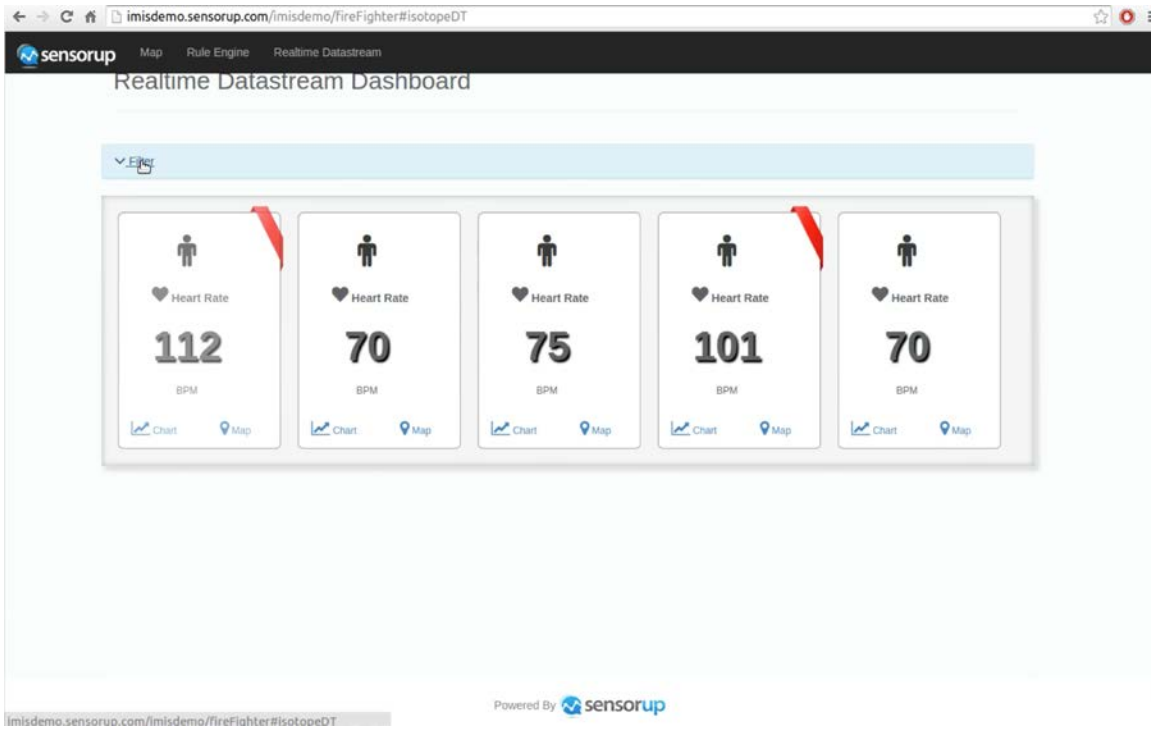 imisdemo.sensorup.com/imisdemo/fireFighter#isotopeDT
sensorup Map Rule Engine Realtime Datastream
Realtime Datastream Dashboard
Filter
Heart Rate Heart Rate Heart Rate Heart Rate Heart Rate
112 70 75 101 70
BPM BPM BPM BPM BPM
Chart Map Chart Map Chart Map Chart Map Chart Map
Powered By sensorup
imisdemo.sensorup.com/imisdemo/fireFighter#isotopeDT